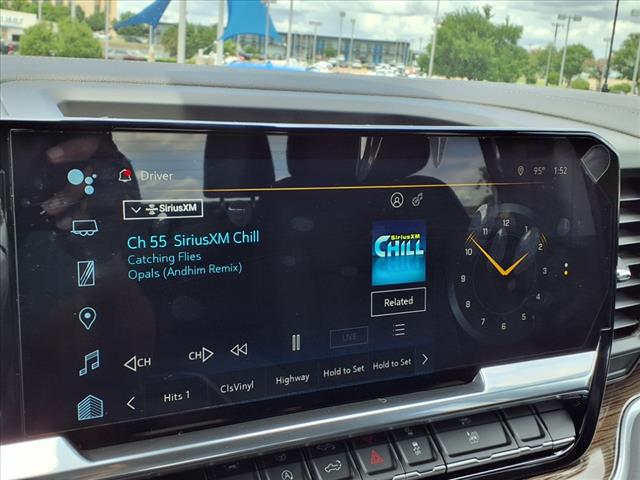 Driver
95° 1:52
SiriusXM
Ch 55 SiriusXM Chill
Catching Flies
Opals (Andhim Remix)
SiriusXM
CHILL
Related
CH
CH
LIVE
Hits 1
ClsVinyl
Highway
Hold to Set
Hold to Set
12
1
2
3
4
5
6
7
8
9
10
11